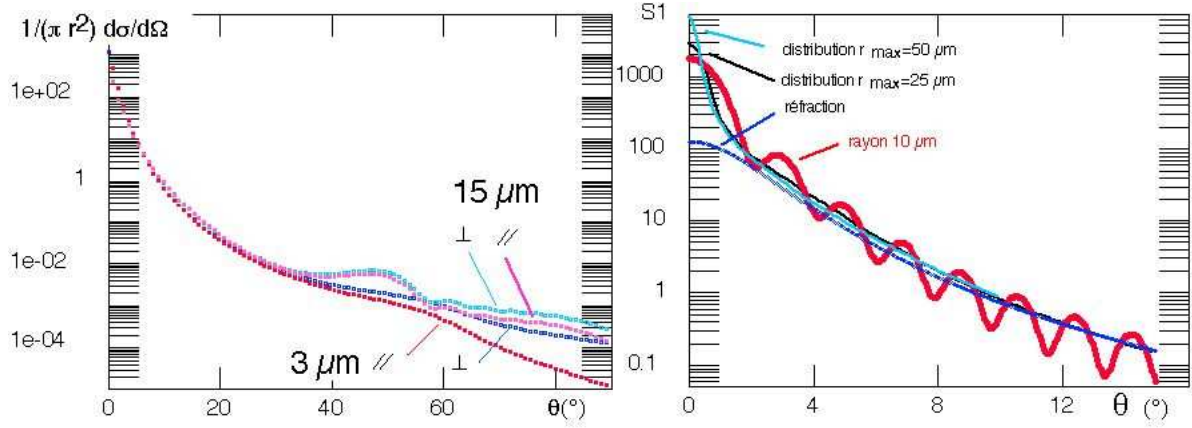 1/(π r²) dσ/dΩ
1e+02
1
1e-02
1e-04
15 µm
⊥ //
3 µm // ⊥
0 20 40 60 θ(°)
S1
1000
100
10
1
0.1
distribution r max=50 µm
distribution r max=25 µm
réfraction
rayon 10 µm
0 4 8 12 θ (°)